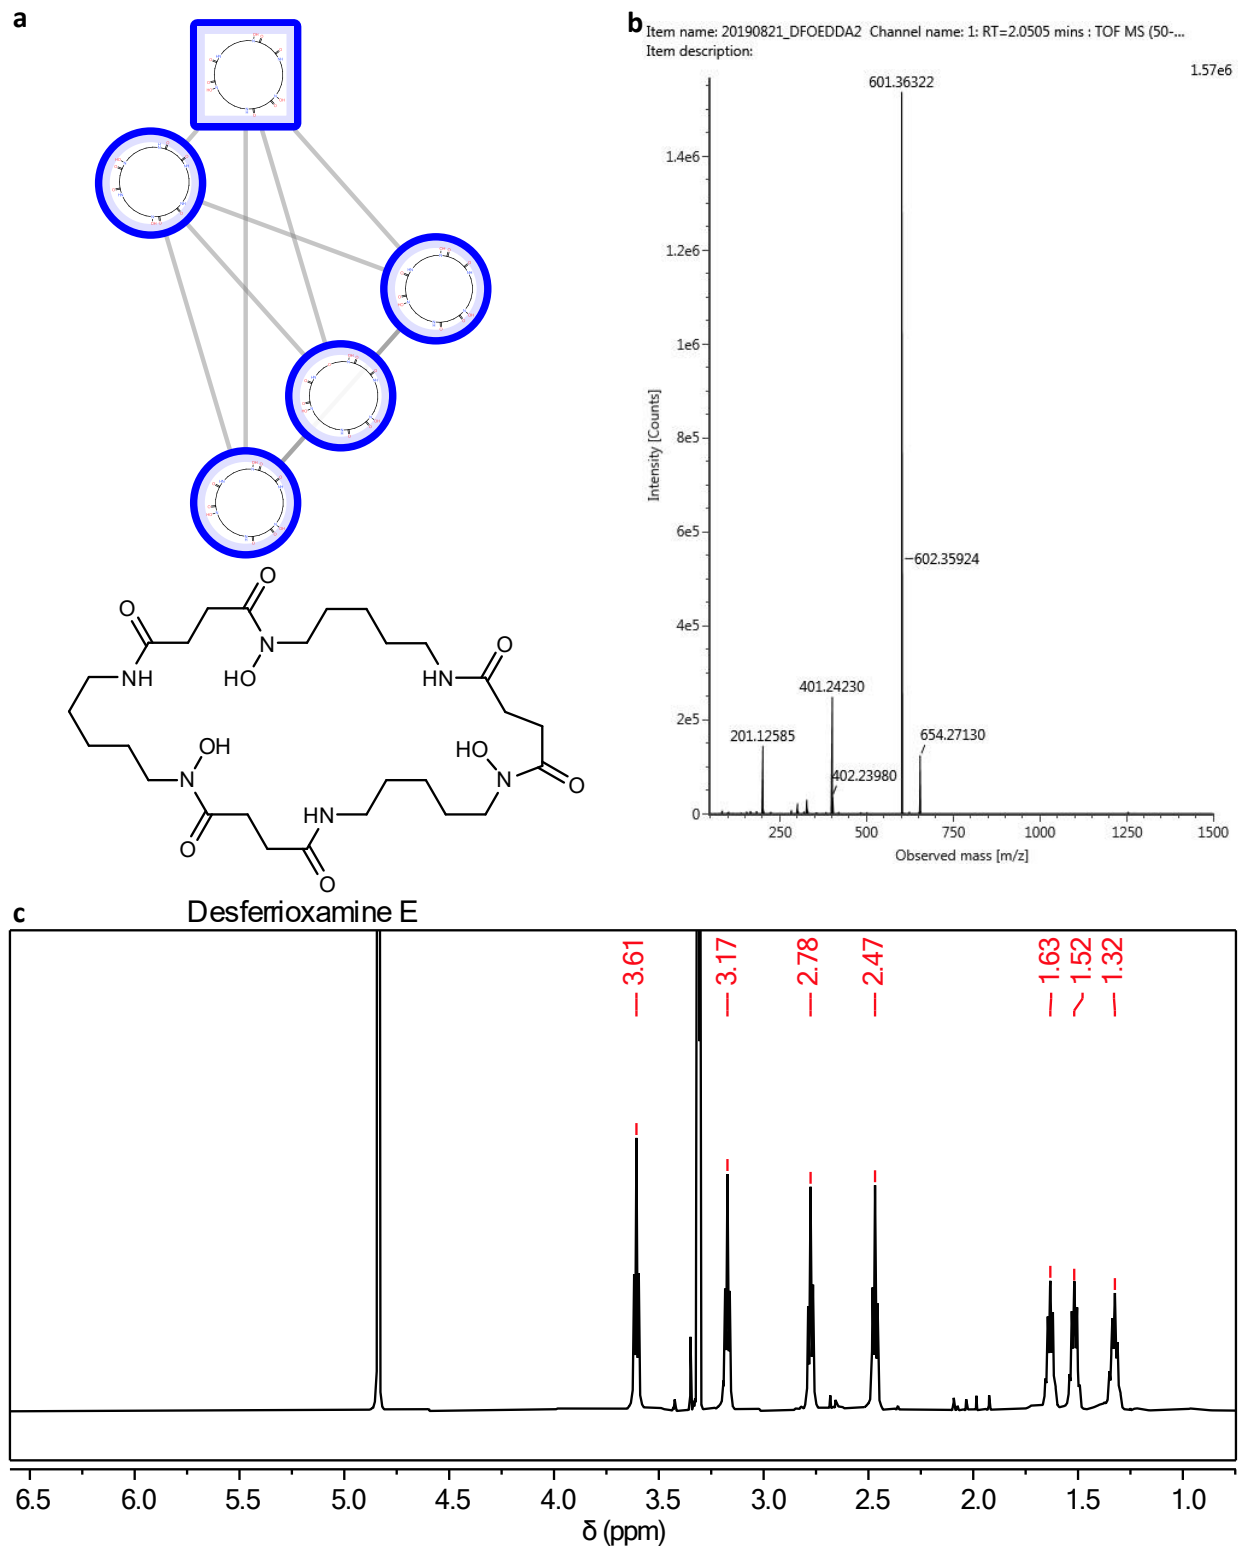 a
b
Item name: 20190821_DFOEDDA2 Channel name: 1: RT=2.0505 mins : TOF MS (50-...
Item description:
1.57e6
601.36322
1.4e6
1.2e6
1e6
8e5
6e5
4e5
2e5
0
Intensity [Counts]
602.35924
401.24230
201.12585
402.23980
654.27130
250
500
750
1000
1250
1500
Observed mass [m/z]
O
O
N
HO
NH
HN
O
OH
N
HO
N
O
HN
O
O
Desferrioxamine E
c
3.61
3.17
2.78
2.47
1.63
1.52
1.32
6.5
6.0
5.5
5.0
4.5
4.0
3.5
3.0
2.5
2.0
1.5
1.0
δ (ppm)